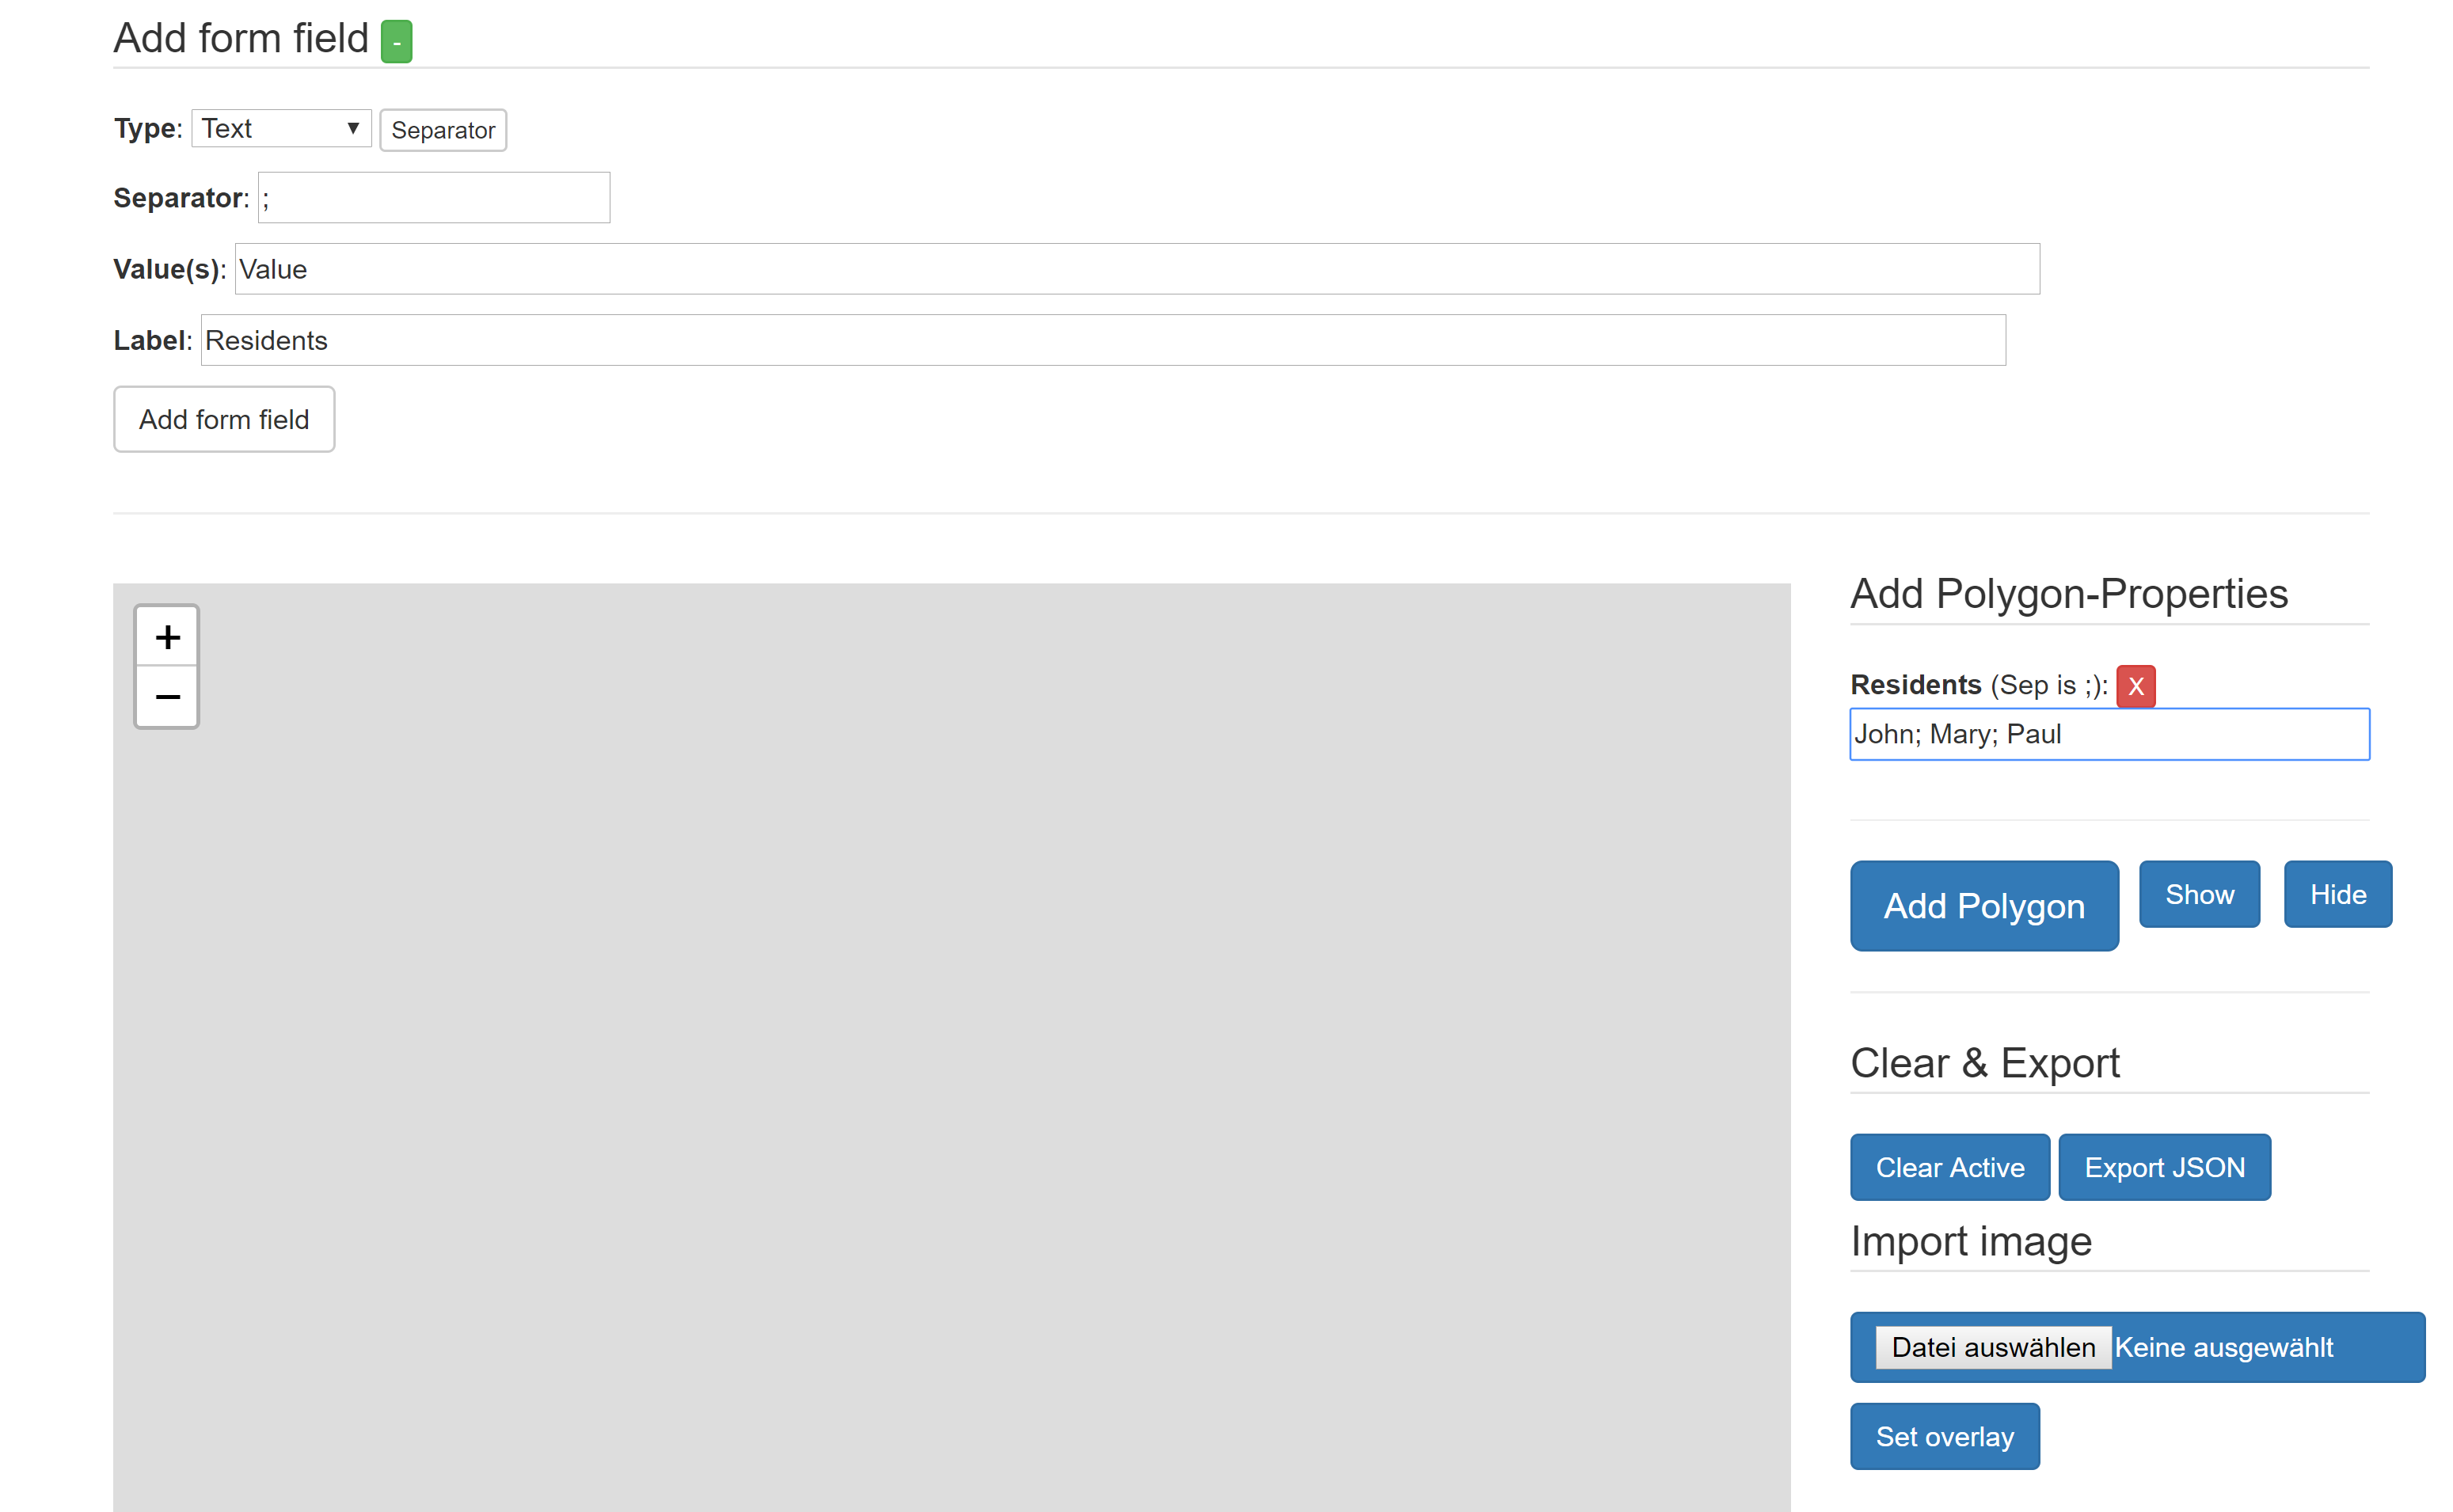 Add form field -
Type: Text ▼ Separator
Separator: ;
Value(s): Value
Label: Residents
Add form field
+
−
Add Polygon-Properties
Residents (Sep is ;): X
John; Mary; Paul
Add Polygon Show Hide
Clear & Export
Clear Active Export JSON
Import image
Datei auswählen Keine ausgewählt
Set overlay